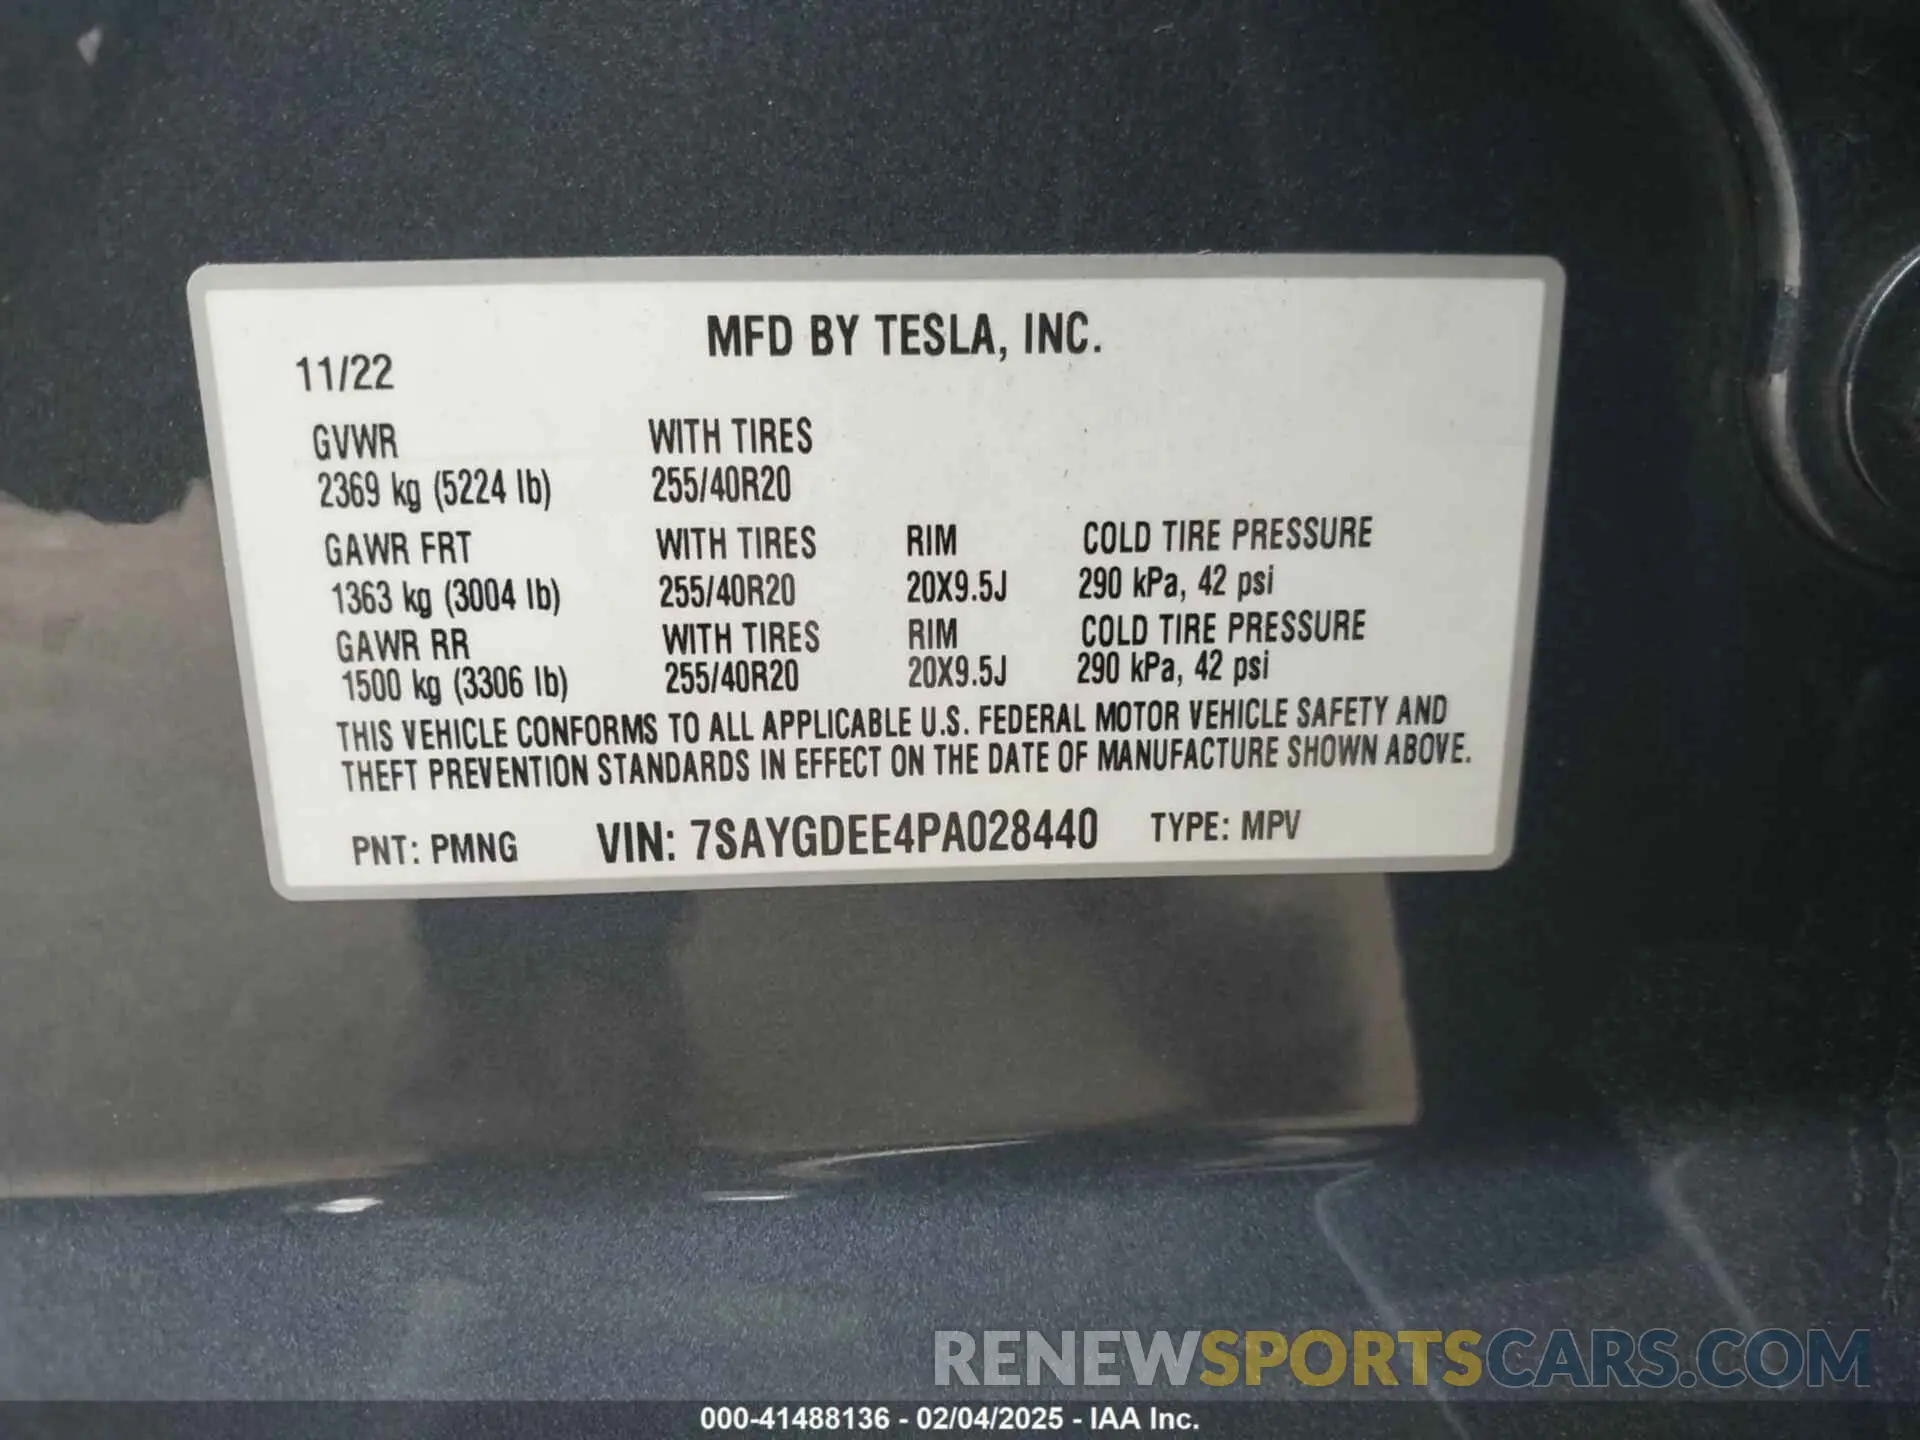 MFD BY TESLA, INC.
11/22
GVWR WITH TIRES
2369 kg (5224 lb) 255/40R20
GAWR FRT WITH TIRES RIM COLD TIRE PRESSURE
1363 kg (3004 lb) 255/40R20 20X9.5J 290 kPa, 42 psi
GAWR RR WITH TIRES RIM COLD TIRE PRESSURE
1500 kg (3306 lb) 255/40R20 20X9.5J 290 kPa, 42 psi
THIS VEHICLE CONFORMS TO ALL APPLICABLE U.S. FEDERAL MOTOR VEHICLE SAFETY AND
THEFT PREVENTION STANDARDS IN EFFECT ON THE DATE OF MANUFACTURE SHOWN ABOVE.
PNT: PMNG VIN: 7SAYGDEE4PA028440 TYPE: MPV
RENEWSPORTSCARS.COM
000-41488136 - 02/04/2025 - IAA Inc.